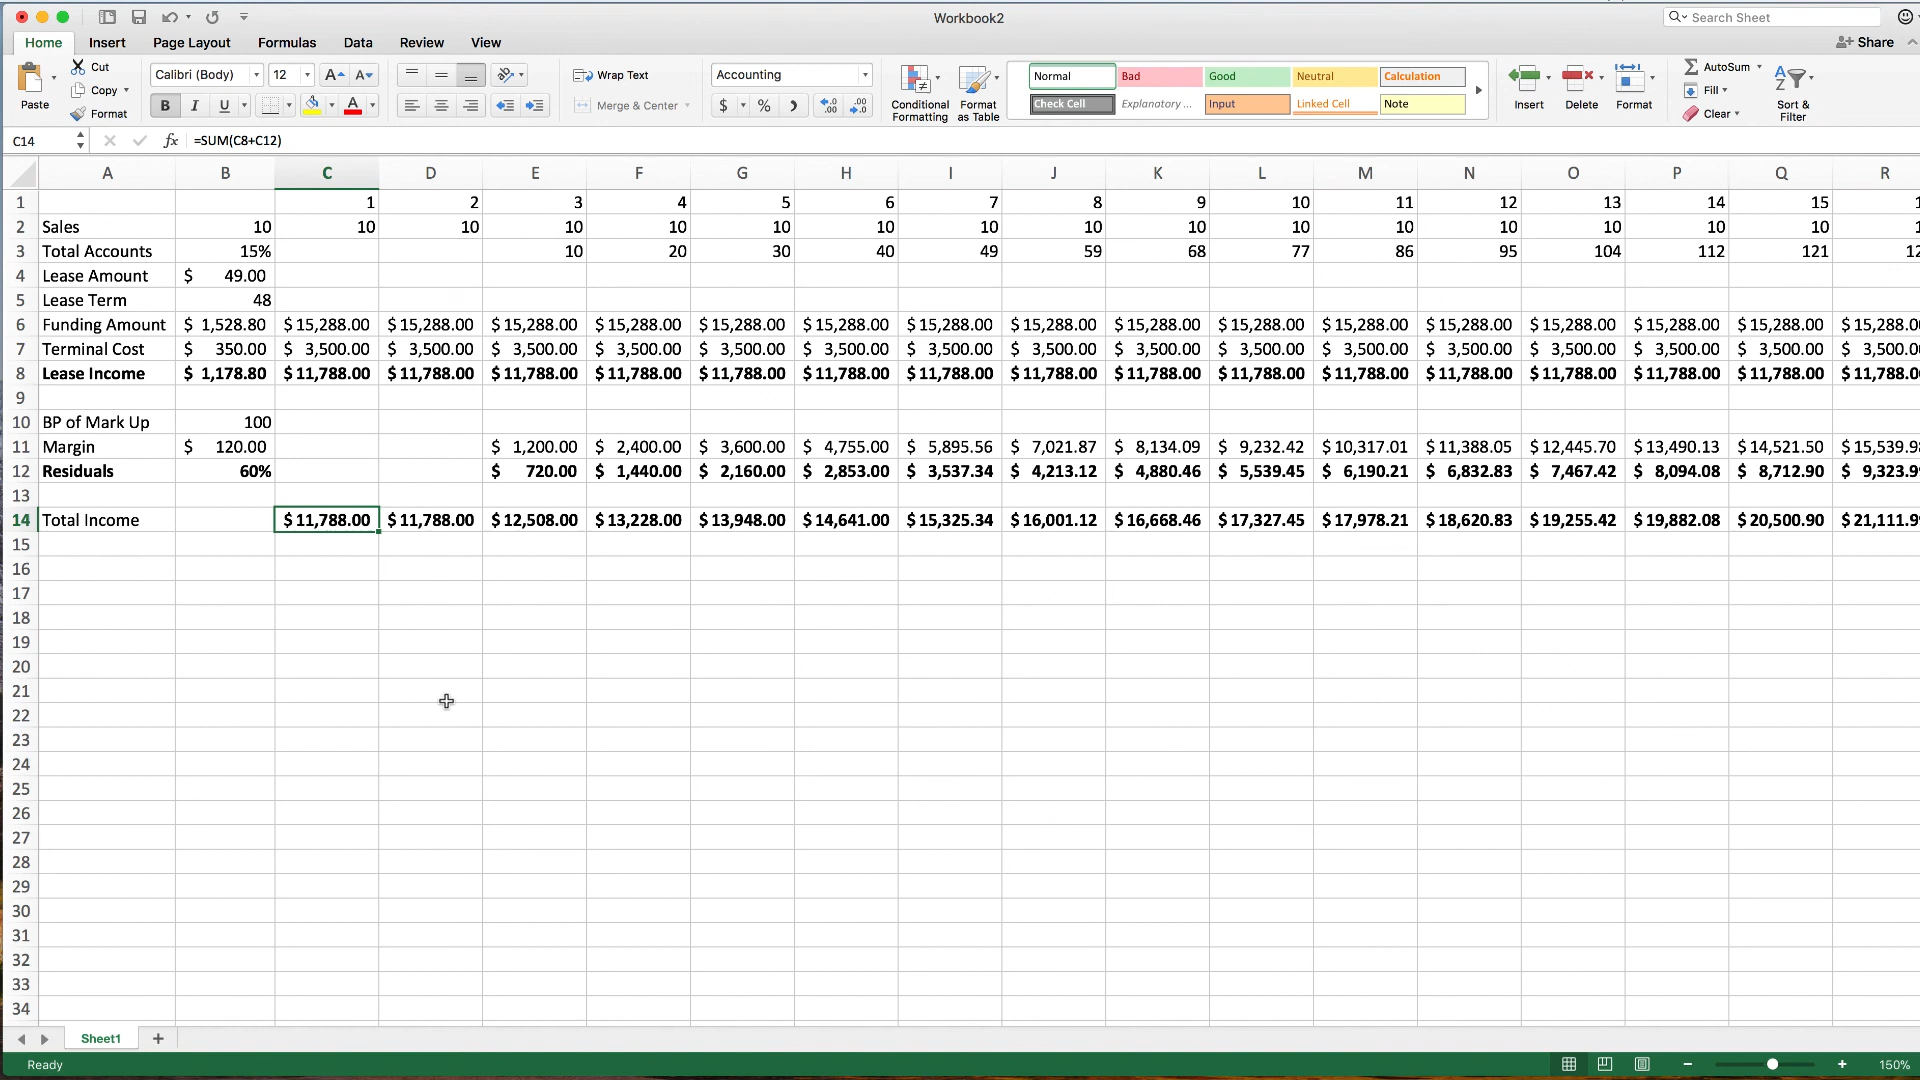 Workbook2
Search Sheet
Home Insert Page Layout Formulas Data Review View
Share
Paste
Cut
Copy
Format
Calibri (Body) 12 A A
B I U A
Wrap Text
Merge & Center
Accounting
$ % .0 .00 .00 .0
Conditional Formatting
Format as Table
Normal Bad Good Neutral Calculation
Check Cell Explanatory ... Input Linked Cell Note
Insert Delete Format
AutoSum
Fill
Clear
Sort & Filter
C14 fx =SUM(C8+C12)
A B C D E F G H I J K L M N O P Q R
1 1 2 3 4 5 6 7 8 9 10 11 12 13 14 15 1
2 Sales 10 10 10 10 10 10 10 10 10 10 10 10 10 10 10 10 1
3 Total Accounts 15% 10 20 30 40 49 59 68 77 86 95 104 112 121 12
4 Lease Amount $ 49.00
5 Lease Term 48
6 Funding Amount $ 1,528.80 $ 15,288.00 $ 15,288.00 $ 15,288.00 $ 15,288.00 $ 15,288.00 $ 15,288.00 $ 15,288.00 $ 15,288.00 $ 15,288.00 $ 15,288.00 $ 15,288.00 $ 15,288.00 $ 15,288.00 $ 15,288.00 $ 15,288.00 $ 15,288.0
7 Terminal Cost $ 350.00 $ 3,500.00 $ 3,500.00 $ 3,500.00 $ 3,500.00 $ 3,500.00 $ 3,500.00 $ 3,500.00 $ 3,500.00 $ 3,500.00 $ 3,500.00 $ 3,500.00 $ 3,500.00 $ 3,500.00 $ 3,500.00 $ 3,500.00 $ 3,500.0
8 Lease Income $ 1,178.80 $ 11,788.00 $ 11,788.00 $ 11,788.00 $ 11,788.00 $ 11,788.00 $ 11,788.00 $ 11,788.00 $ 11,788.00 $ 11,788.00 $ 11,788.00 $ 11,788.00 $ 11,788.00 $ 11,788.00 $ 11,788.00 $ 11,788.00 $ 11,788.0
9
10 BP of Mark Up 100
11 Margin $ 120.00 $ 1,200.00 $ 2,400.00 $ 3,600.00 $ 4,755.00 $ 5,895.56 $ 7,021.87 $ 8,134.09 $ 9,232.42 $ 10,317.01 $ 11,388.05 $ 12,445.70 $ 13,490.13 $ 14,521.50 $ 15,539.9
12 Residuals 60% $ 720.00 $ 1,440.00 $ 2,160.00 $ 2,853.00 $ 3,537.34 $ 4,213.12 $ 4,880.46 $ 5,539.45 $ 6,190.21 $ 6,832.83 $ 7,467.42 $ 8,094.08 $ 8,712.90 $ 9,323.9
13
14 Total Income $ 11,788.00 $ 11,788.00 $ 12,508.00 $ 13,228.00 $ 13,948.00 $ 14,641.00 $ 15,325.34 $ 16,001.12 $ 16,668.46 $ 17,327.45 $ 17,978.21 $ 18,620.83 $ 19,255.42 $ 19,882.08 $ 20,500.90 $ 21,111.9
15
16
17
18
19
20
21
22
23
24
25
26
27
28
29
30
31
32
33
34
Sheet1 +
Ready 150%